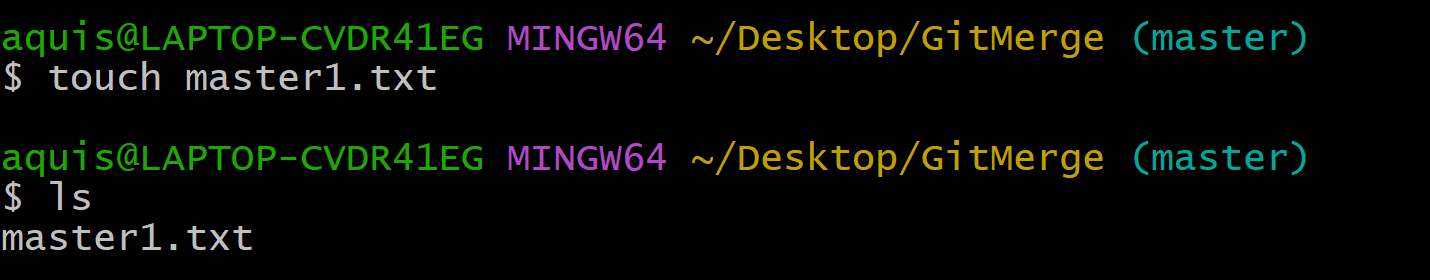 aquis@LAPTOP-CVDR41EG MINGW64 ~/Desktop/GitMerge (master)
$ touch master1.txt
aquis@LAPTOP-CVDR41EG MINGW64 ~/Desktop/GitMerge (master)
$ ls
master1.txt